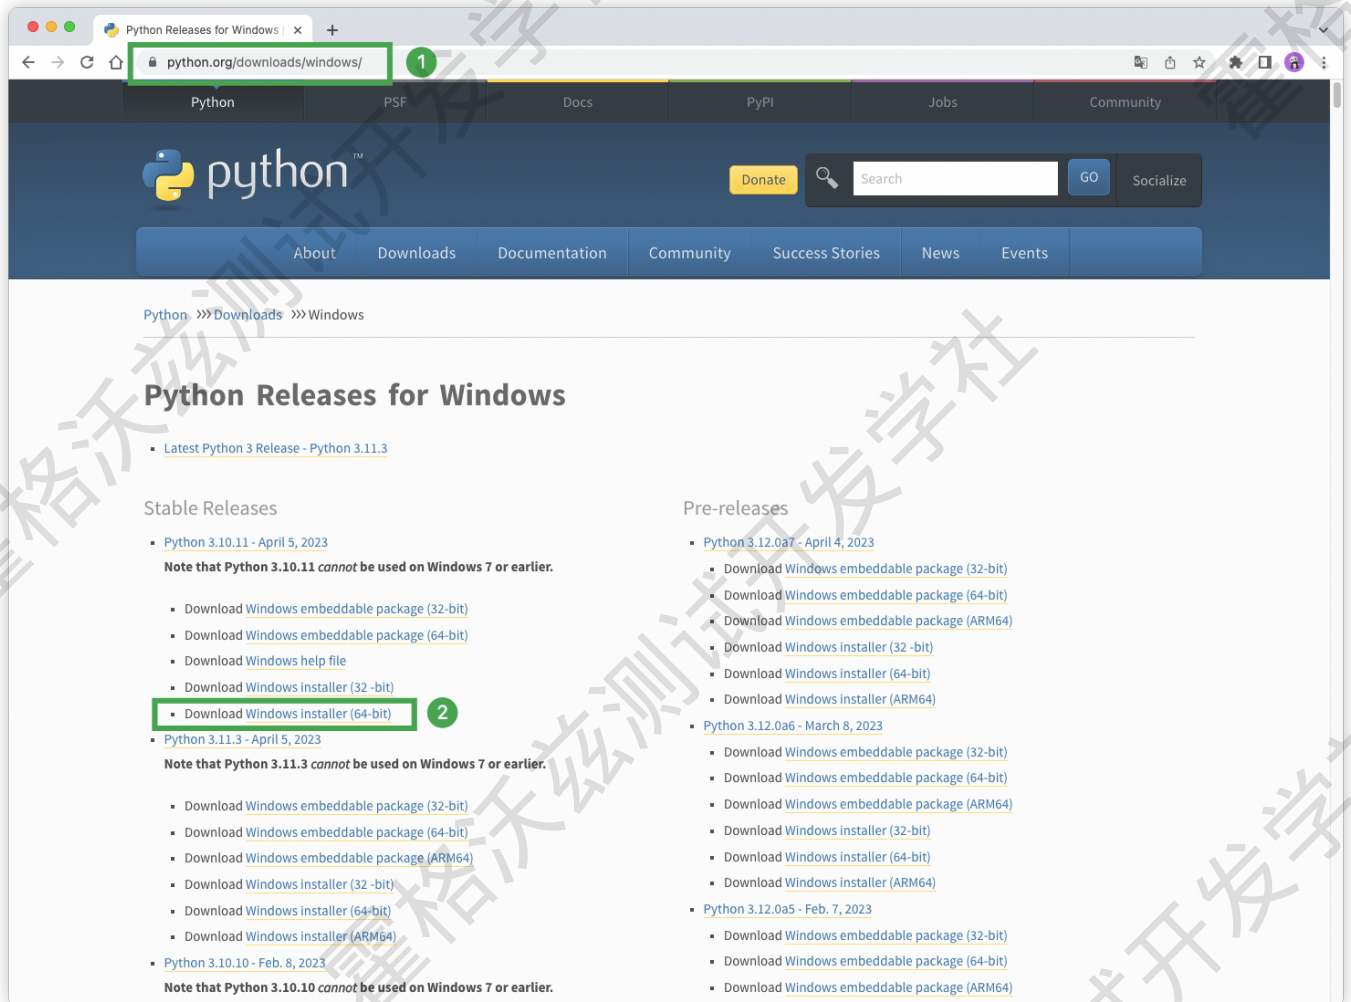 Python Releases for Windows
python.org/downloads/windows/
1
Python
PSF
Docs
PyPI
Jobs
Community
python™
Donate
Search
GO
Socialize
About
Downloads
Documentation
Community
Success Stories
News
Events
Python >>> Downloads >>> Windows
Python Releases for Windows
Latest Python 3 Release - Python 3.11.3
Stable Releases
Python 3.10.11 - April 5, 2023
Note that Python 3.10.11 cannot be used on Windows 7 or earlier.
Download Windows embeddable package (32-bit)
Download Windows embeddable package (64-bit)
Download Windows help file
Download Windows installer (32 -bit)
Download Windows installer (64-bit)
2
Python 3.11.3 - April 5, 2023
Note that Python 3.11.3 cannot be used on Windows 7 or earlier.
Download Windows embeddable package (32-bit)
Download Windows embeddable package (64-bit)
Download Windows embeddable package (ARM64)
Download Windows installer (32 -bit)
Download Windows installer (64-bit)
Download Windows installer (ARM64)
Python 3.10.10 - Feb. 8, 2023
Note that Python 3.10.10 cannot be used on Windows 7 or earlier.
Pre-releases
Python 3.12.0a7 - April 4, 2023
Download Windows embeddable package (32-bit)
Download Windows embeddable package (64-bit)
Download Windows embeddable package (ARM64)
Download Windows installer (32 -bit)
Download Windows installer (64-bit)
Download Windows installer (ARM64)
Python 3.12.0a6 - March 8, 2023
Download Windows embeddable package (32-bit)
Download Windows embeddable package (64-bit)
Download Windows embeddable package (ARM64)
Download Windows installer (32-bit)
Download Windows installer (64-bit)
Download Windows installer (ARM64)
Python 3.12.0a5 - Feb. 7, 2023
Download Windows embeddable package (32-bit)
Download Windows embeddable package (64-bit)
Download Windows embeddable package (ARM64)
霍格沃兹测试开发学社